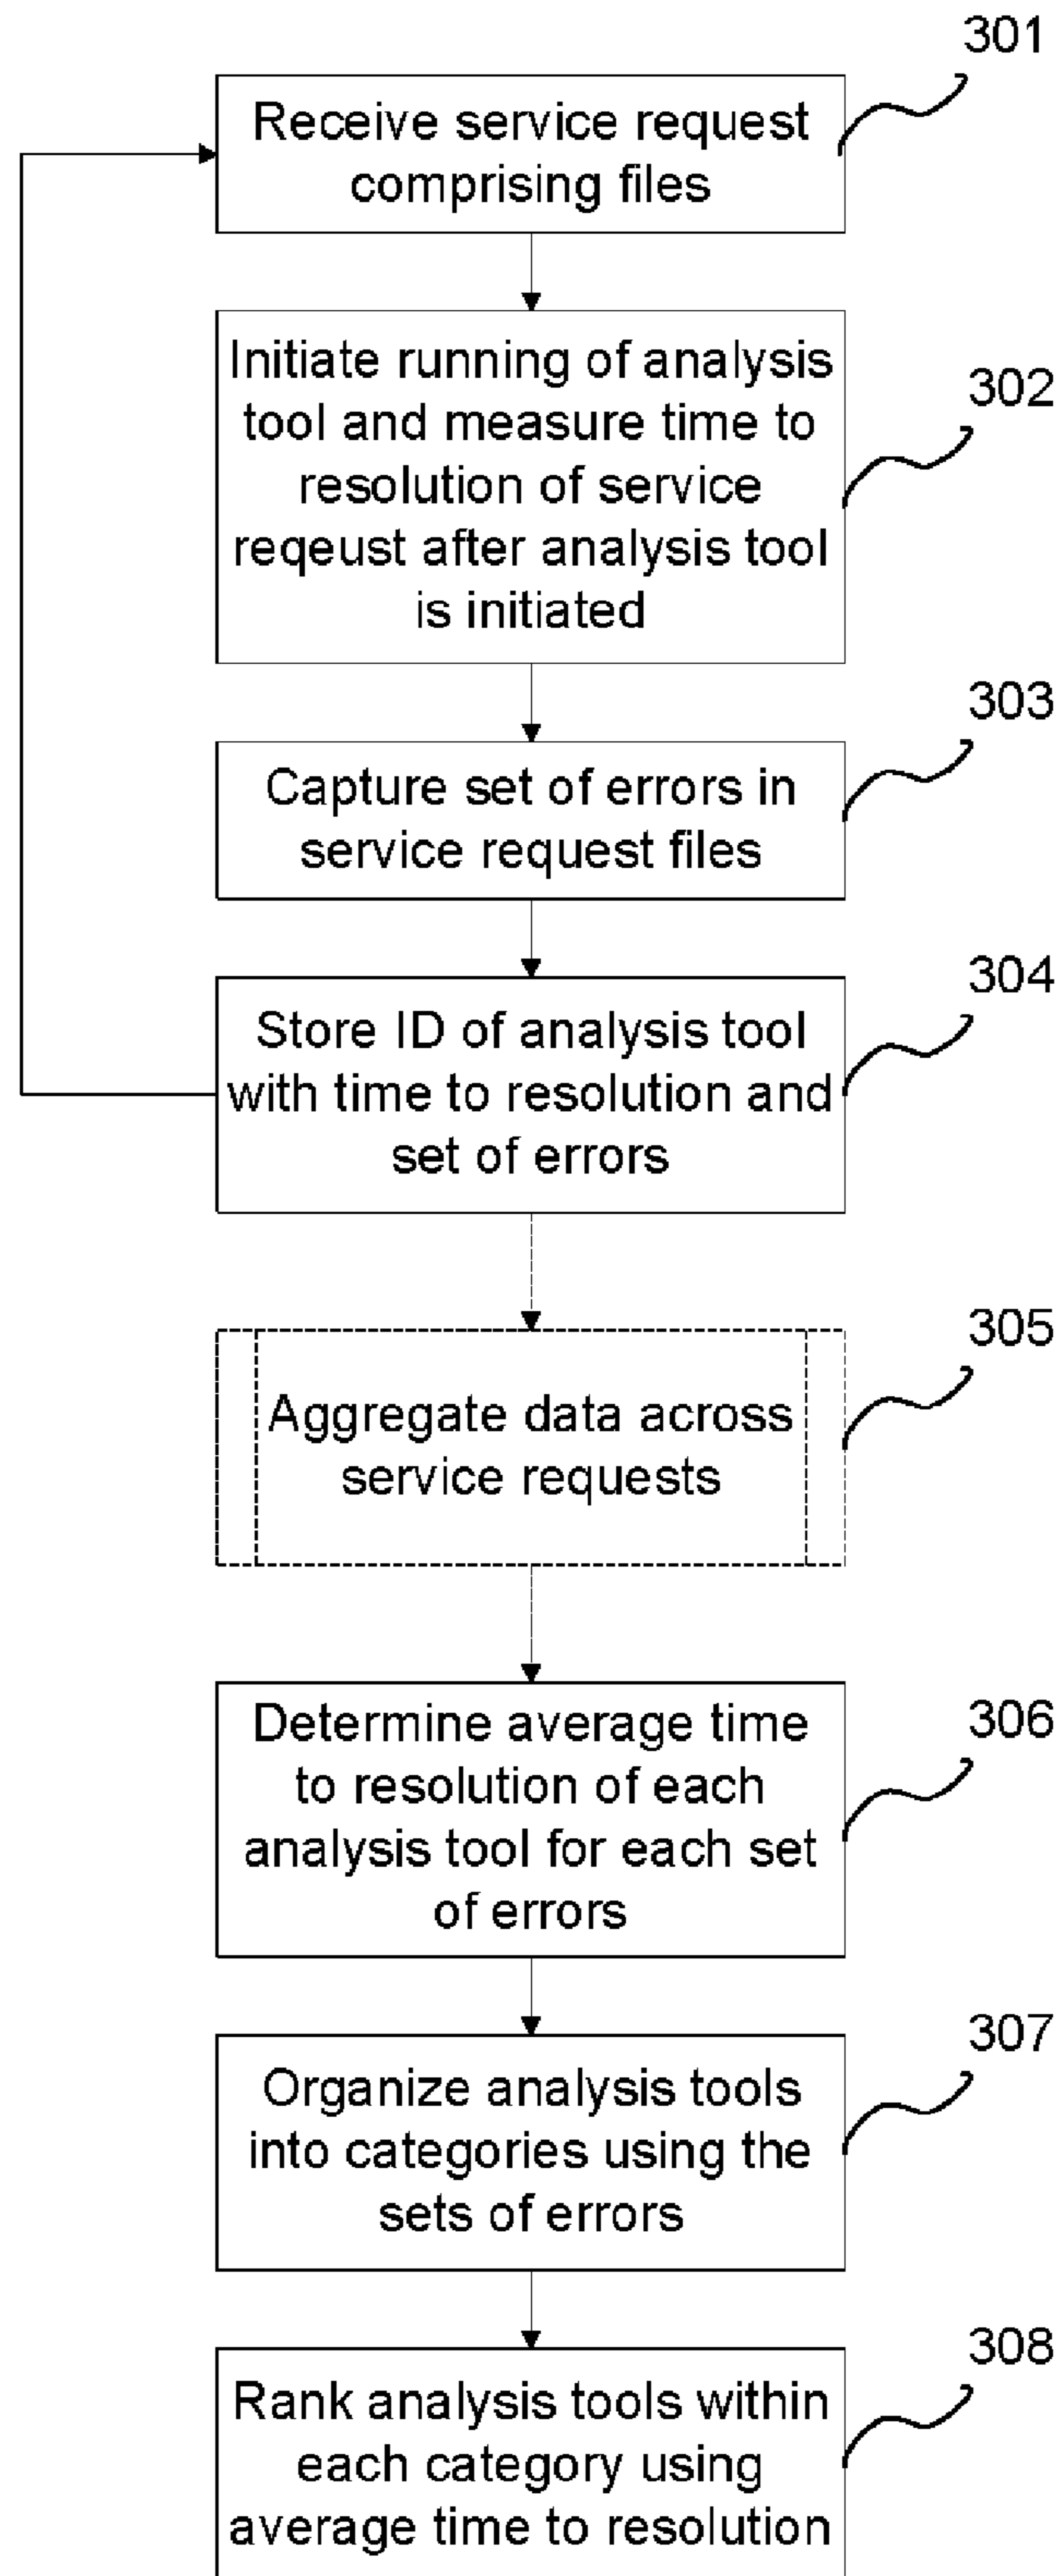 301
Receive service request
comprising files
302
Initiate running of analysis
tool and measure time to
resolution of service
reqeust after analysis tool
is initiated
303
Capture set of errors in
service request files
304
Store ID of analysis tool
with time to resolution and
set of errors
305
Aggregate data across
service requests
306
Determine average time
to resolution of each
analysis tool for each set
of errors
307
Organize analysis tools
into categories using the
sets of errors
308
Rank analysis tools within
each category using
average time to resolution